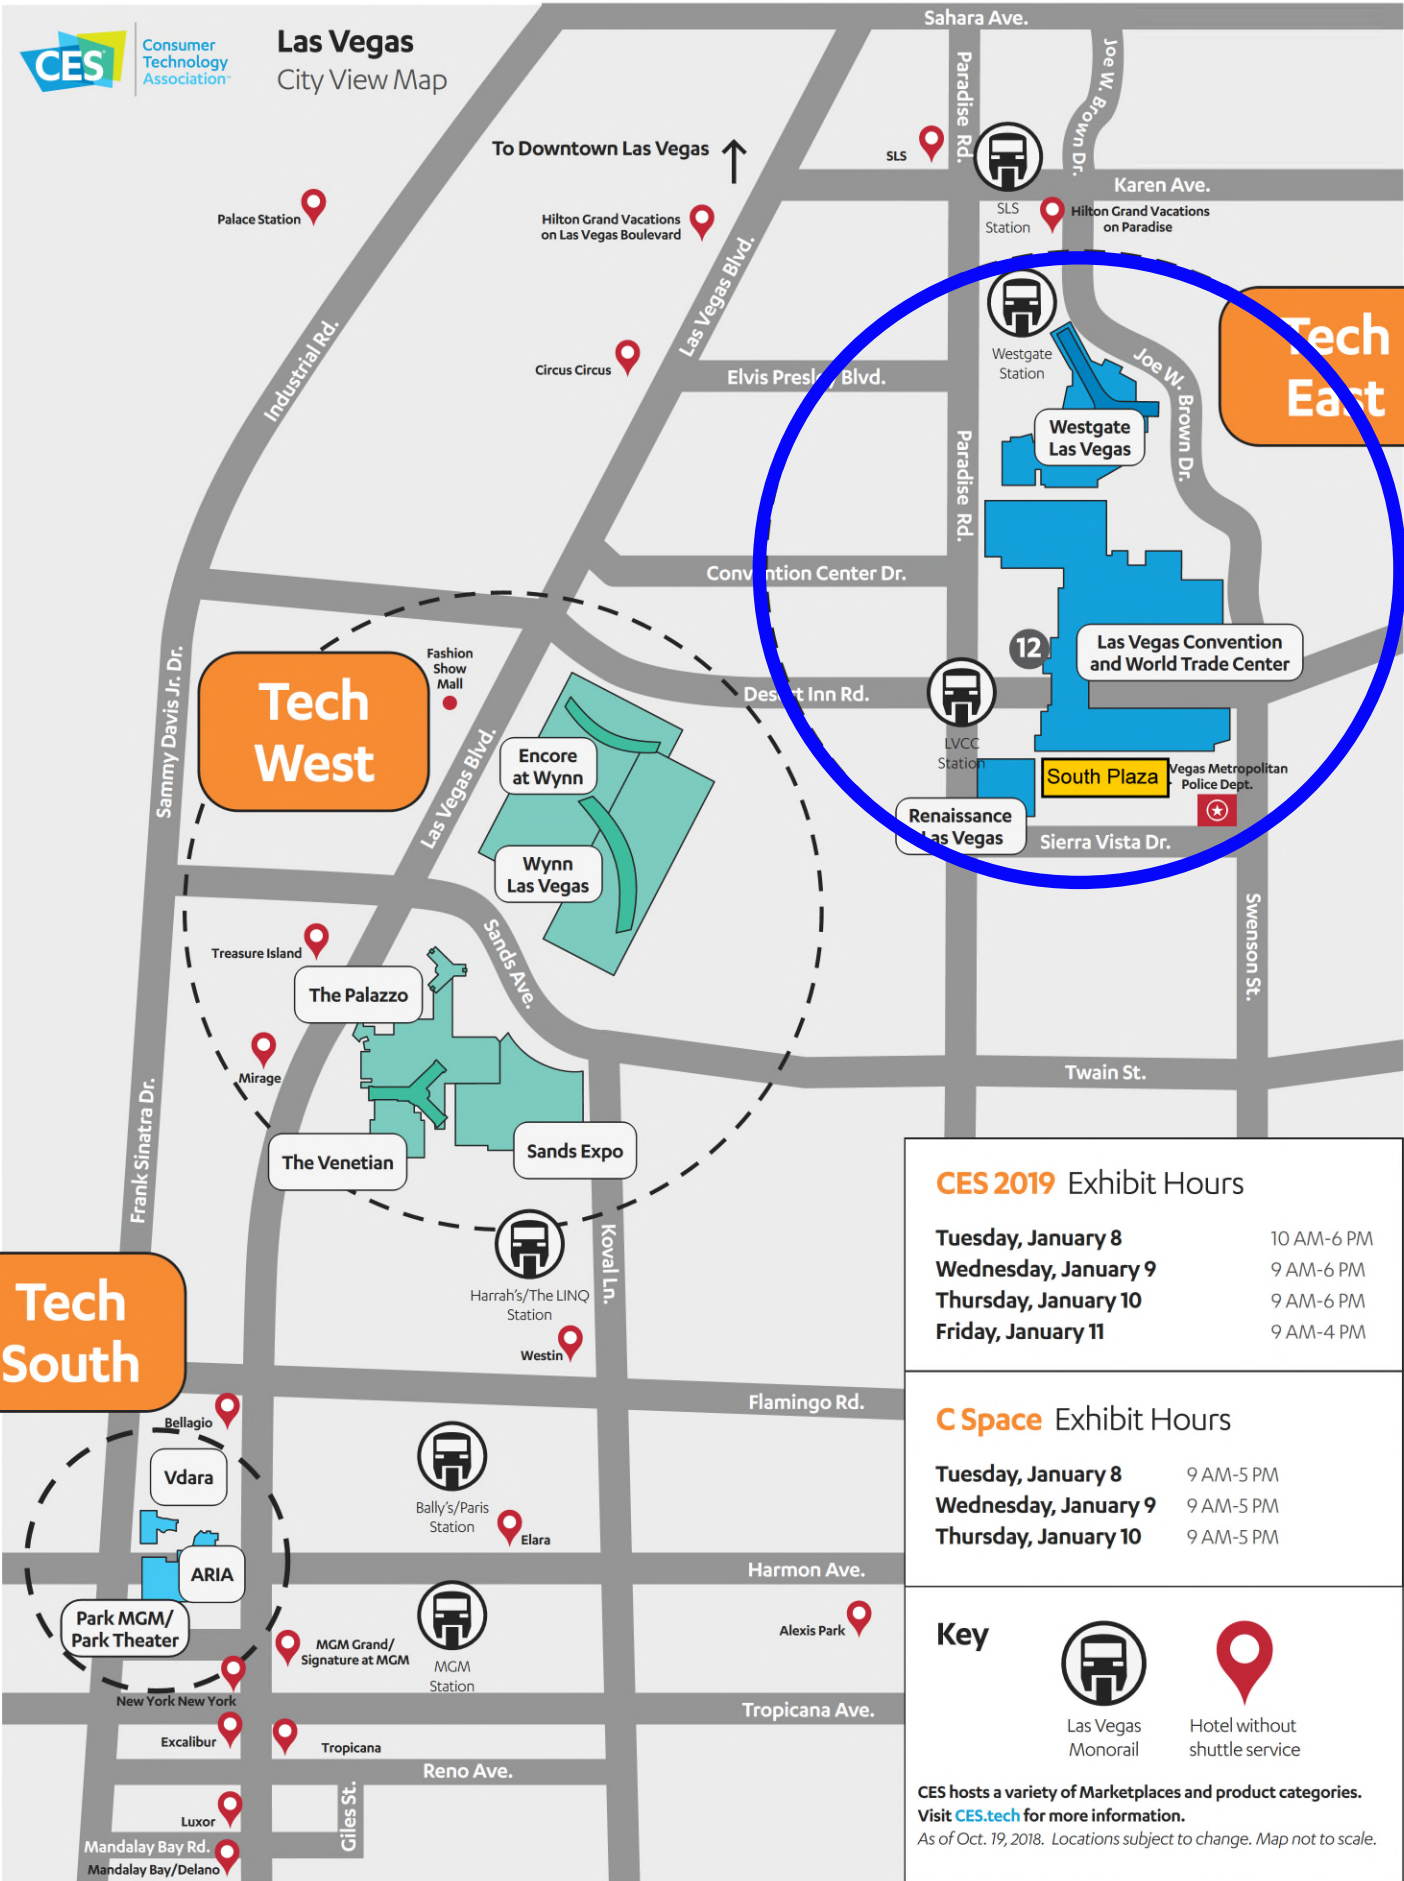 CES
Consumer
Technology
Association
Las Vegas
City View Map
Sahara Ave.
Paradise Rd.
Joe W. Brown Dr.
To Downtown Las Vegas
SLS
Karen Ave.
Palace Station
Hilton Grand Vacations
on Las Vegas Boulevard
SLS
Station
Hilton Grand Vacations
on Paradise
Las Vegas Blvd.
Industrial Rd.
Tech
East
Westgate
Station
Joe W. Brown Dr.
Circus Circus
Elvis Presley Blvd.
Westgate
Las Vegas
Paradise Rd.
Convention Center Dr.
12
Las Vegas Convention
and World Trade Center
Fashion
Show
Mall
Sammy Davis Jr. Dr.
Tech
West
Desert Inn Rd.
Las Vegas Blvd.
Encore
at Wynn
LVCC
Station
South Plaza
Vegas Metropolitan
Police Dept.
Renaissance
Las Vegas
Sierra Vista Dr.
Wynn
Las Vegas
Swenson St.
Treasure Island
Sands Ave.
The Palazzo
Mirage
Twain St.
Frank Sinatra Dr.
The Venetian
Sands Expo
CES 2019 Exhibit Hours
Tuesday, January 8 10 AM-6 PM
Wednesday, January 9 9 AM-6 PM
Thursday, January 10 9 AM-6 PM
Friday, January 11 9 AM-4 PM
Koval Ln.
Harrah's/The LINQ
Station
Tech
South
Westin
Flamingo Rd.
Bellagio
C Space Exhibit Hours
Tuesday, January 8 9 AM-5 PM
Wednesday, January 9 9 AM-5 PM
Thursday, January 10 9 AM-5 PM
Vdara
Bally's/Paris
Station
Elara
ARIA
Harmon Ave.
Park MGM/
Park Theater
MGM Grand/
Signature at MGM
MGM
Station
Alexis Park
Key
Las Vegas
Monorail
Hotel without
shuttle service
New York New York
Tropicana Ave.
Excalibur
Tropicana
Reno Ave.
Giles St.
Luxor
Mandalay Bay Rd.
Mandalay Bay/Delano
CES hosts a variety of Marketplaces and product categories.
Visit CES.tech for more information.
As of Oct. 19, 2018. Locations subject to change. Map not to scale.